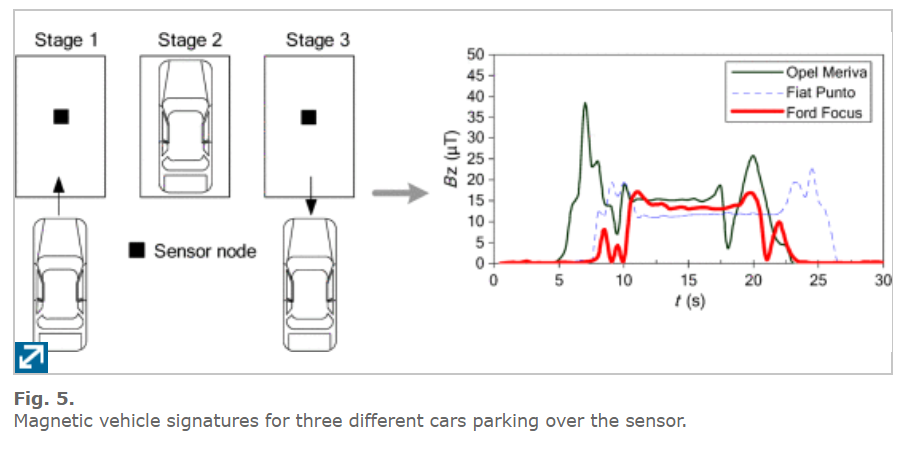 Stage 1
Stage 2
Stage 3
Sensor node
50
45
40
35
30
25
20
15
10
5
0
Bz (µT)
0
5
10
15
20
25
30
t (s)
Opel Meriva
Fiat Punto
Ford Focus
Fig. 5.
Magnetic vehicle signatures for three different cars parking over the sensor.